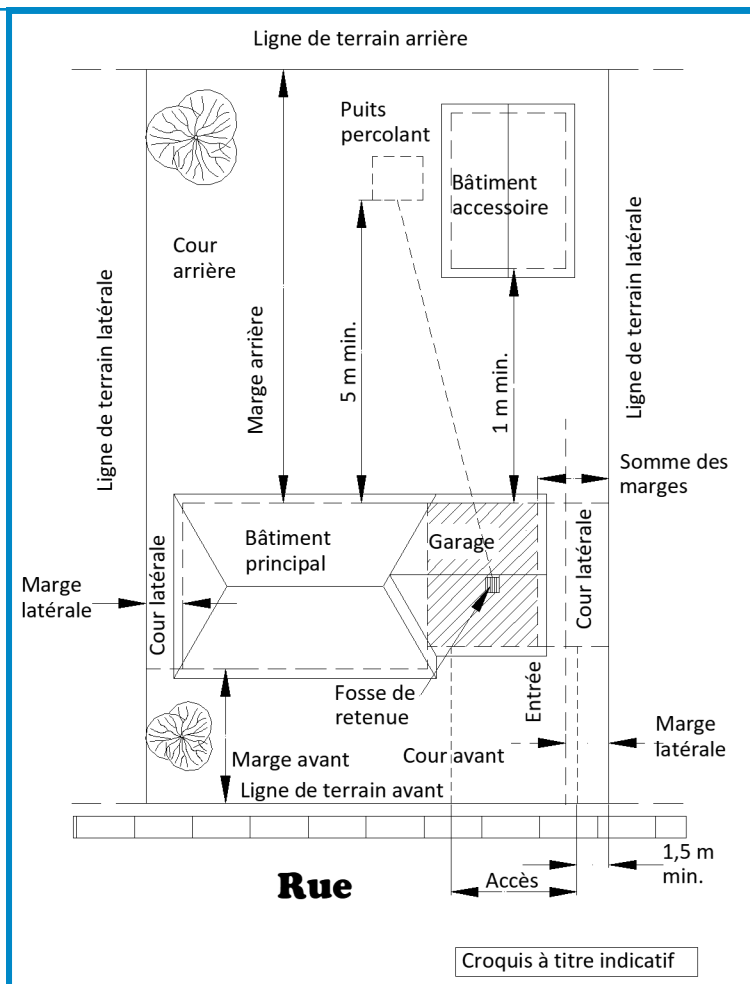 Ligne de terrain arrière
Puits
percolant
Bâtiment
accessoire
Cour
arrière
Ligne de terrain latérale
Marge arrière
5 m min.
1 m min.
Ligne de terrain latérale
Somme des
marges
Bâtiment
principal
Garage
Cour latérale
Marge
latérale
Cour latérale
Fosse de
retenue
Entrée
Marge avant
Cour avant
Marge
latérale
Ligne de terrain avant
1,5 m
min.
Rue
Accès
Croquis à titre indicatif